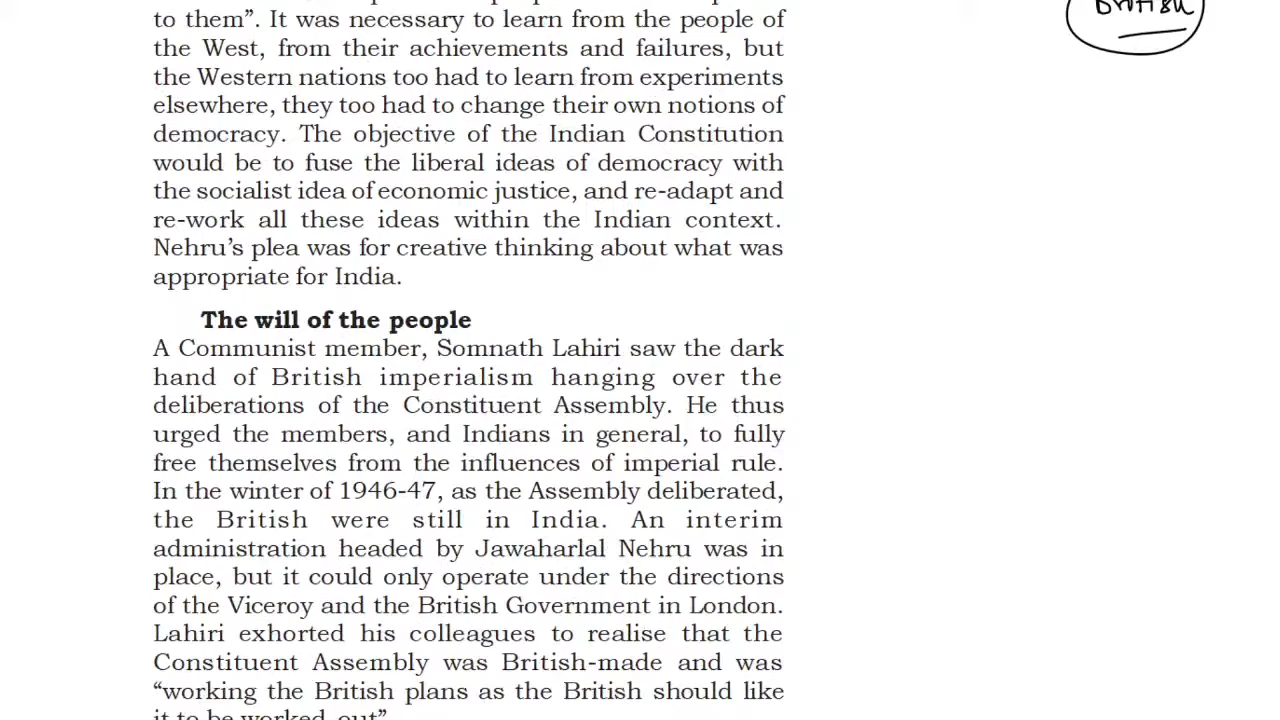 to them”. It was necessary to learn from the people of
British
the West, from their achievements and failures, but
the Western nations too had to learn from experiments
elsewhere, they too had to change their own notions of
democracy. The objective of the Indian Constitution
would be to fuse the liberal ideas of democracy with
the socialist idea of economic justice, and re-adapt and
re-work all these ideas within the Indian context.
Nehru’s plea was for creative thinking about what was
appropriate for India.
The will of the people
A Communist member, Somnath Lahiri saw the dark
hand of British imperialism hanging over the
deliberations of the Constituent Assembly. He thus
urged the members, and Indians in general, to fully
free themselves from the influences of imperial rule.
In the winter of 1946-47, as the Assembly deliberated,
the British were still in India. An interim
administration headed by Jawaharlal Nehru was in
place, but it could only operate under the directions
of the Viceroy and the British Government in London.
Lahiri exhorted his colleagues to realise that the
Constituent Assembly was British-made and was
“working the British plans as the British should like
it to be worked out”